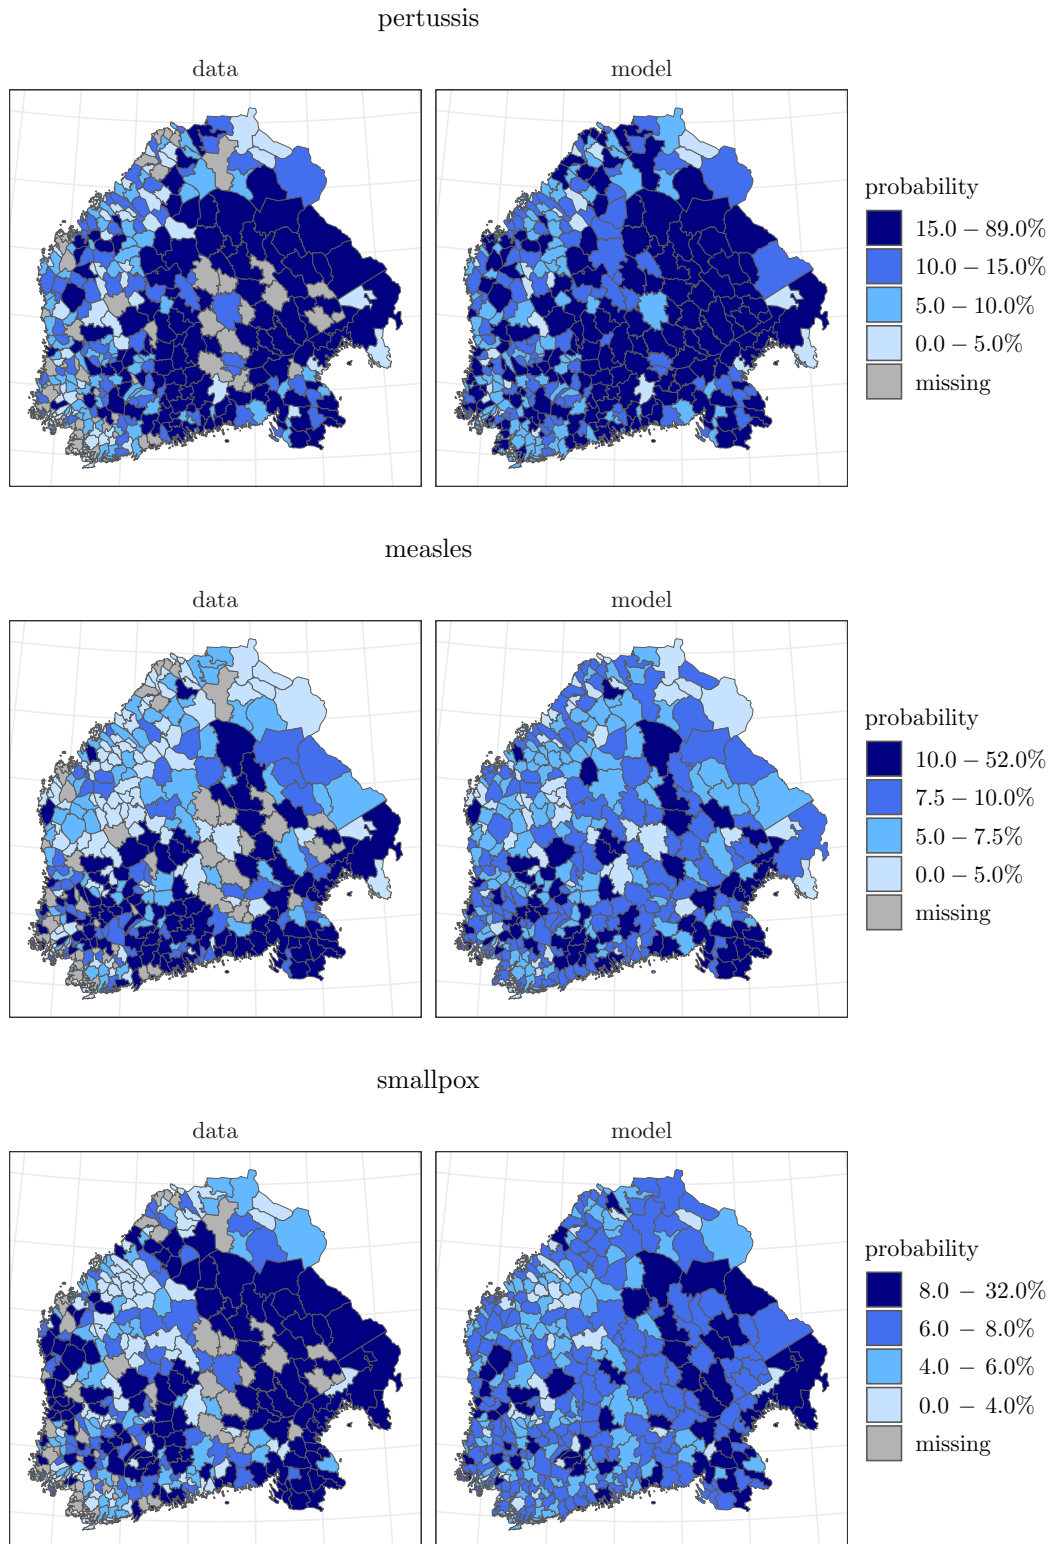 pertussis
data
model
probability
15.0 – 89.0%
10.0 – 15.0%
5.0 – 10.0%
0.0 – 5.0%
missing
measles
data
model
probability
10.0 – 52.0%
7.5 – 10.0%
5.0 – 7.5%
0.0 – 5.0%
missing
smallpox
data
model
probability
8.0 – 32.0%
6.0 – 8.0%
4.0 – 6.0%
0.0 – 4.0%
missing